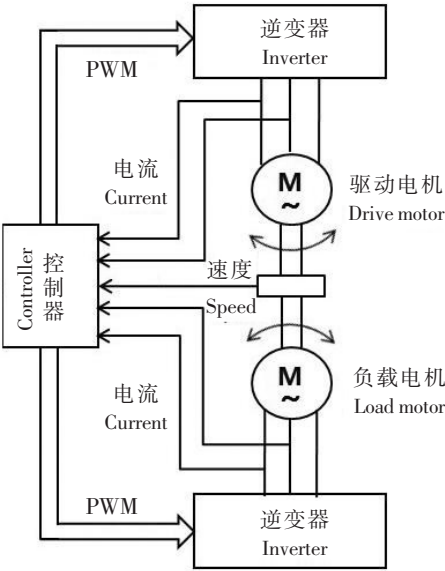 逆变器
Inverter
PWM
电流
Current
M
~
驱动电机
Drive motor
Controller
控制器
速度
Speed
M
~
负载电机
Load motor
电流
Current
PWM
逆变器
Inverter